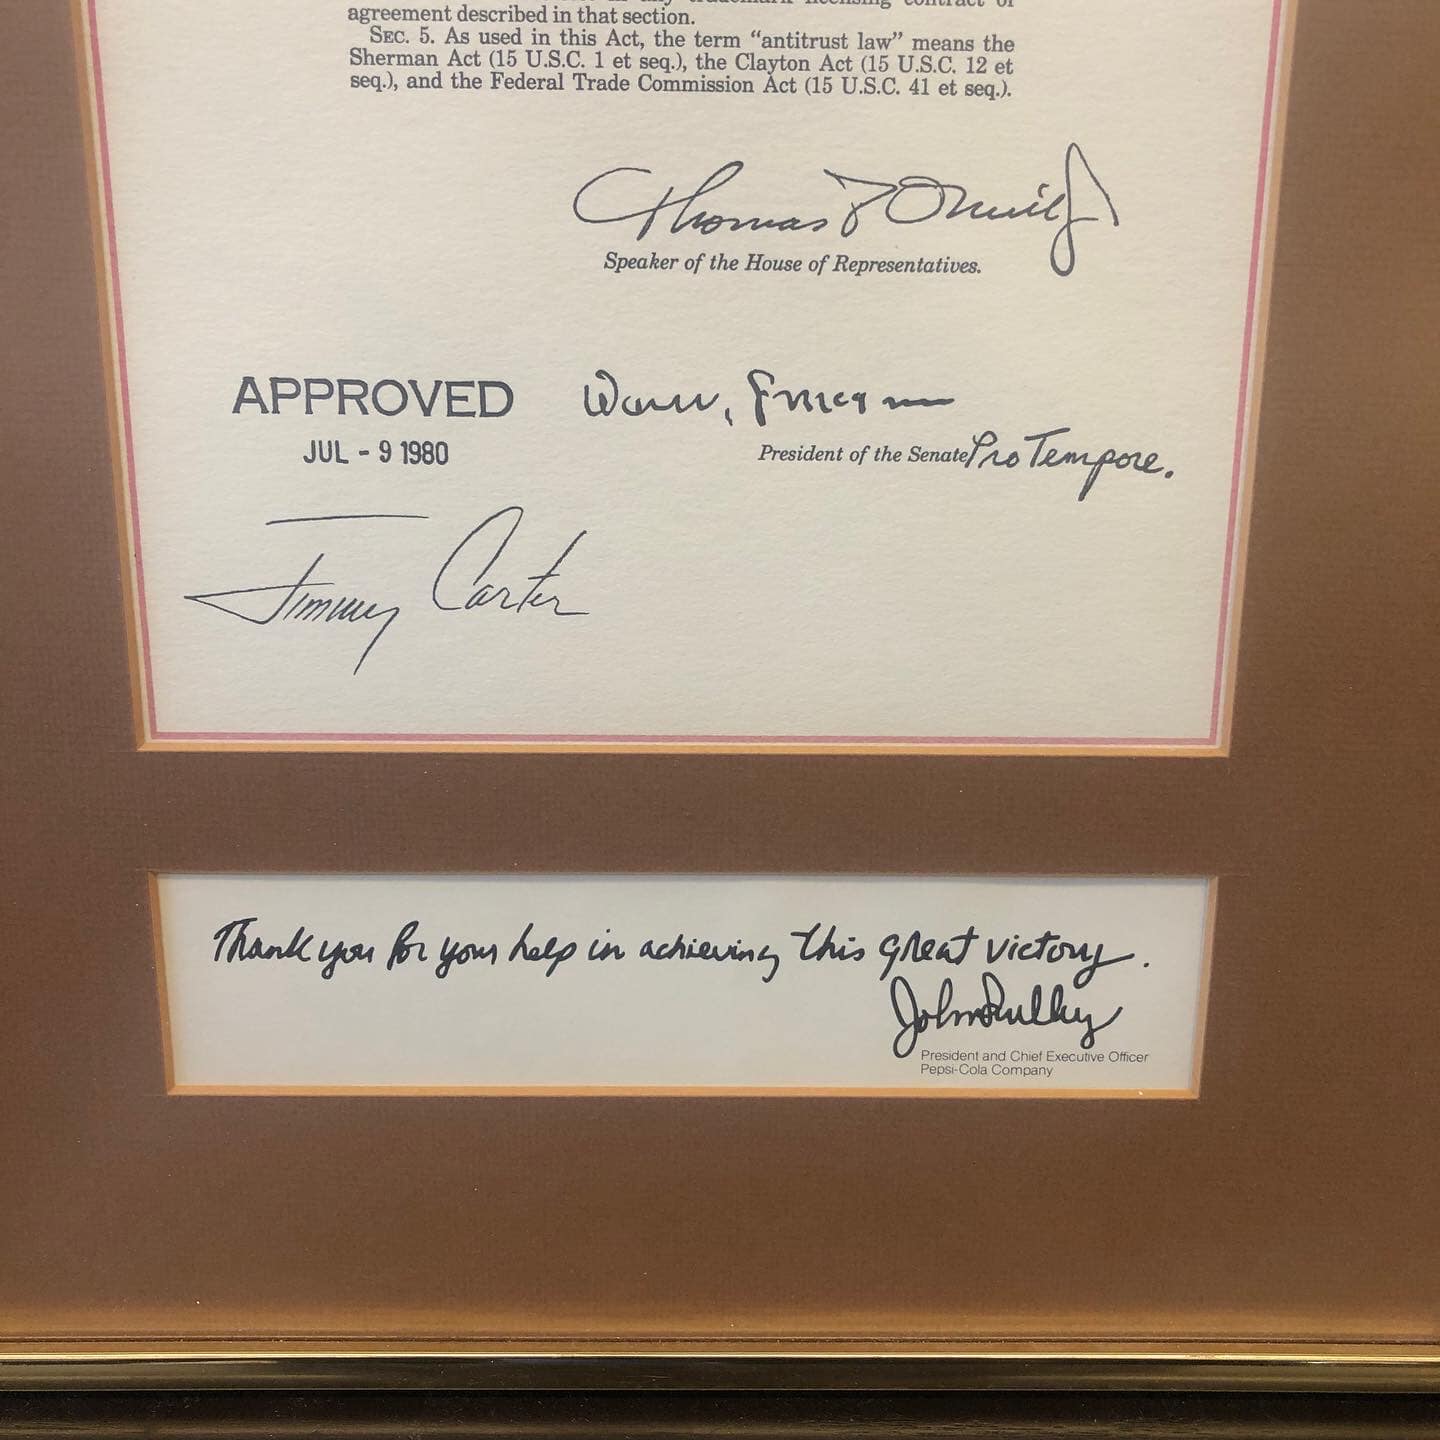 agreement described in that section.
SEC. 5. As used in this Act, the term “antitrust law” means the
Sherman Act (15 U.S.C. 1 et seq.), the Clayton Act (15 U.S.C. 12 et
seq.), and the Federal Trade Commission Act (15 U.S.C. 41 et seq.).
Thomas P O'Neill Jr
Speaker of the House of Representatives.
APPROVED
JUL - 9 1980
President of the Senate Pro Tempore.
Jimmy Carter
Thank you for your help in achieving this great victory.
John
President and Chief Executive Officer
Pepsi-Cola Company